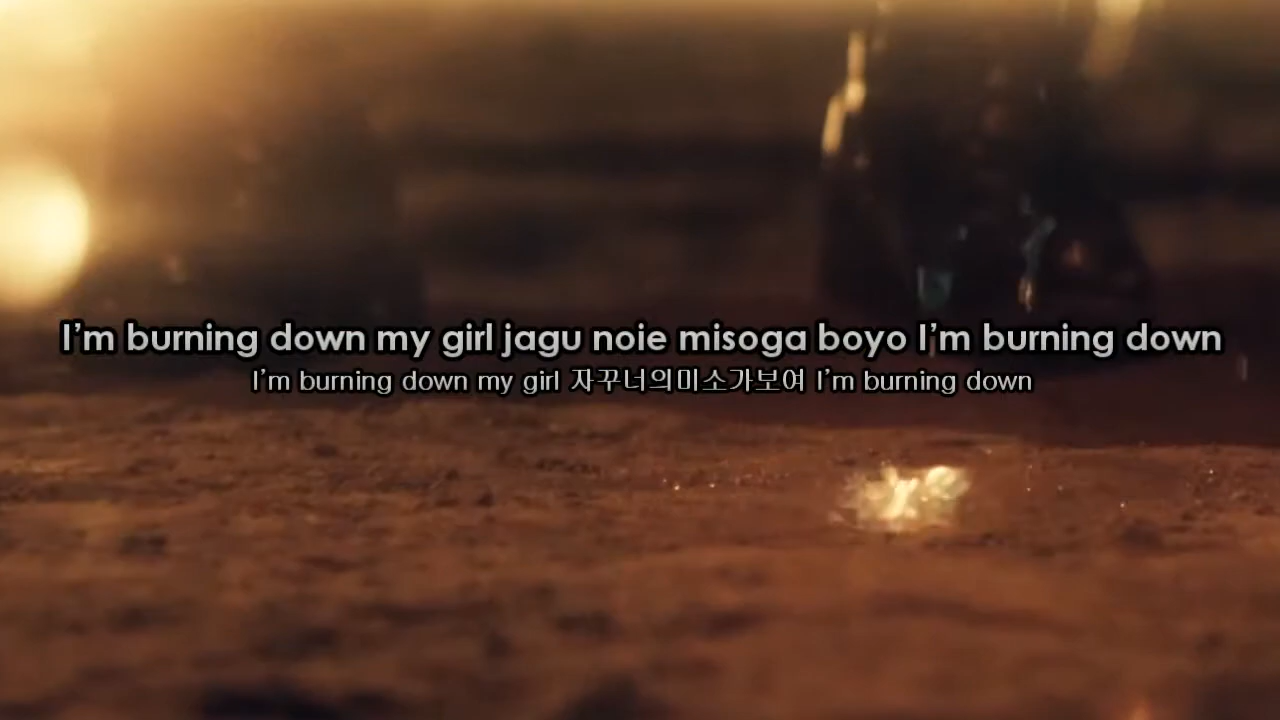 I'm burning down my girl jagu noie misoga boyo I'm burning down
I'm burning down my girl 자꾸너의미소가보여 I'm burning down